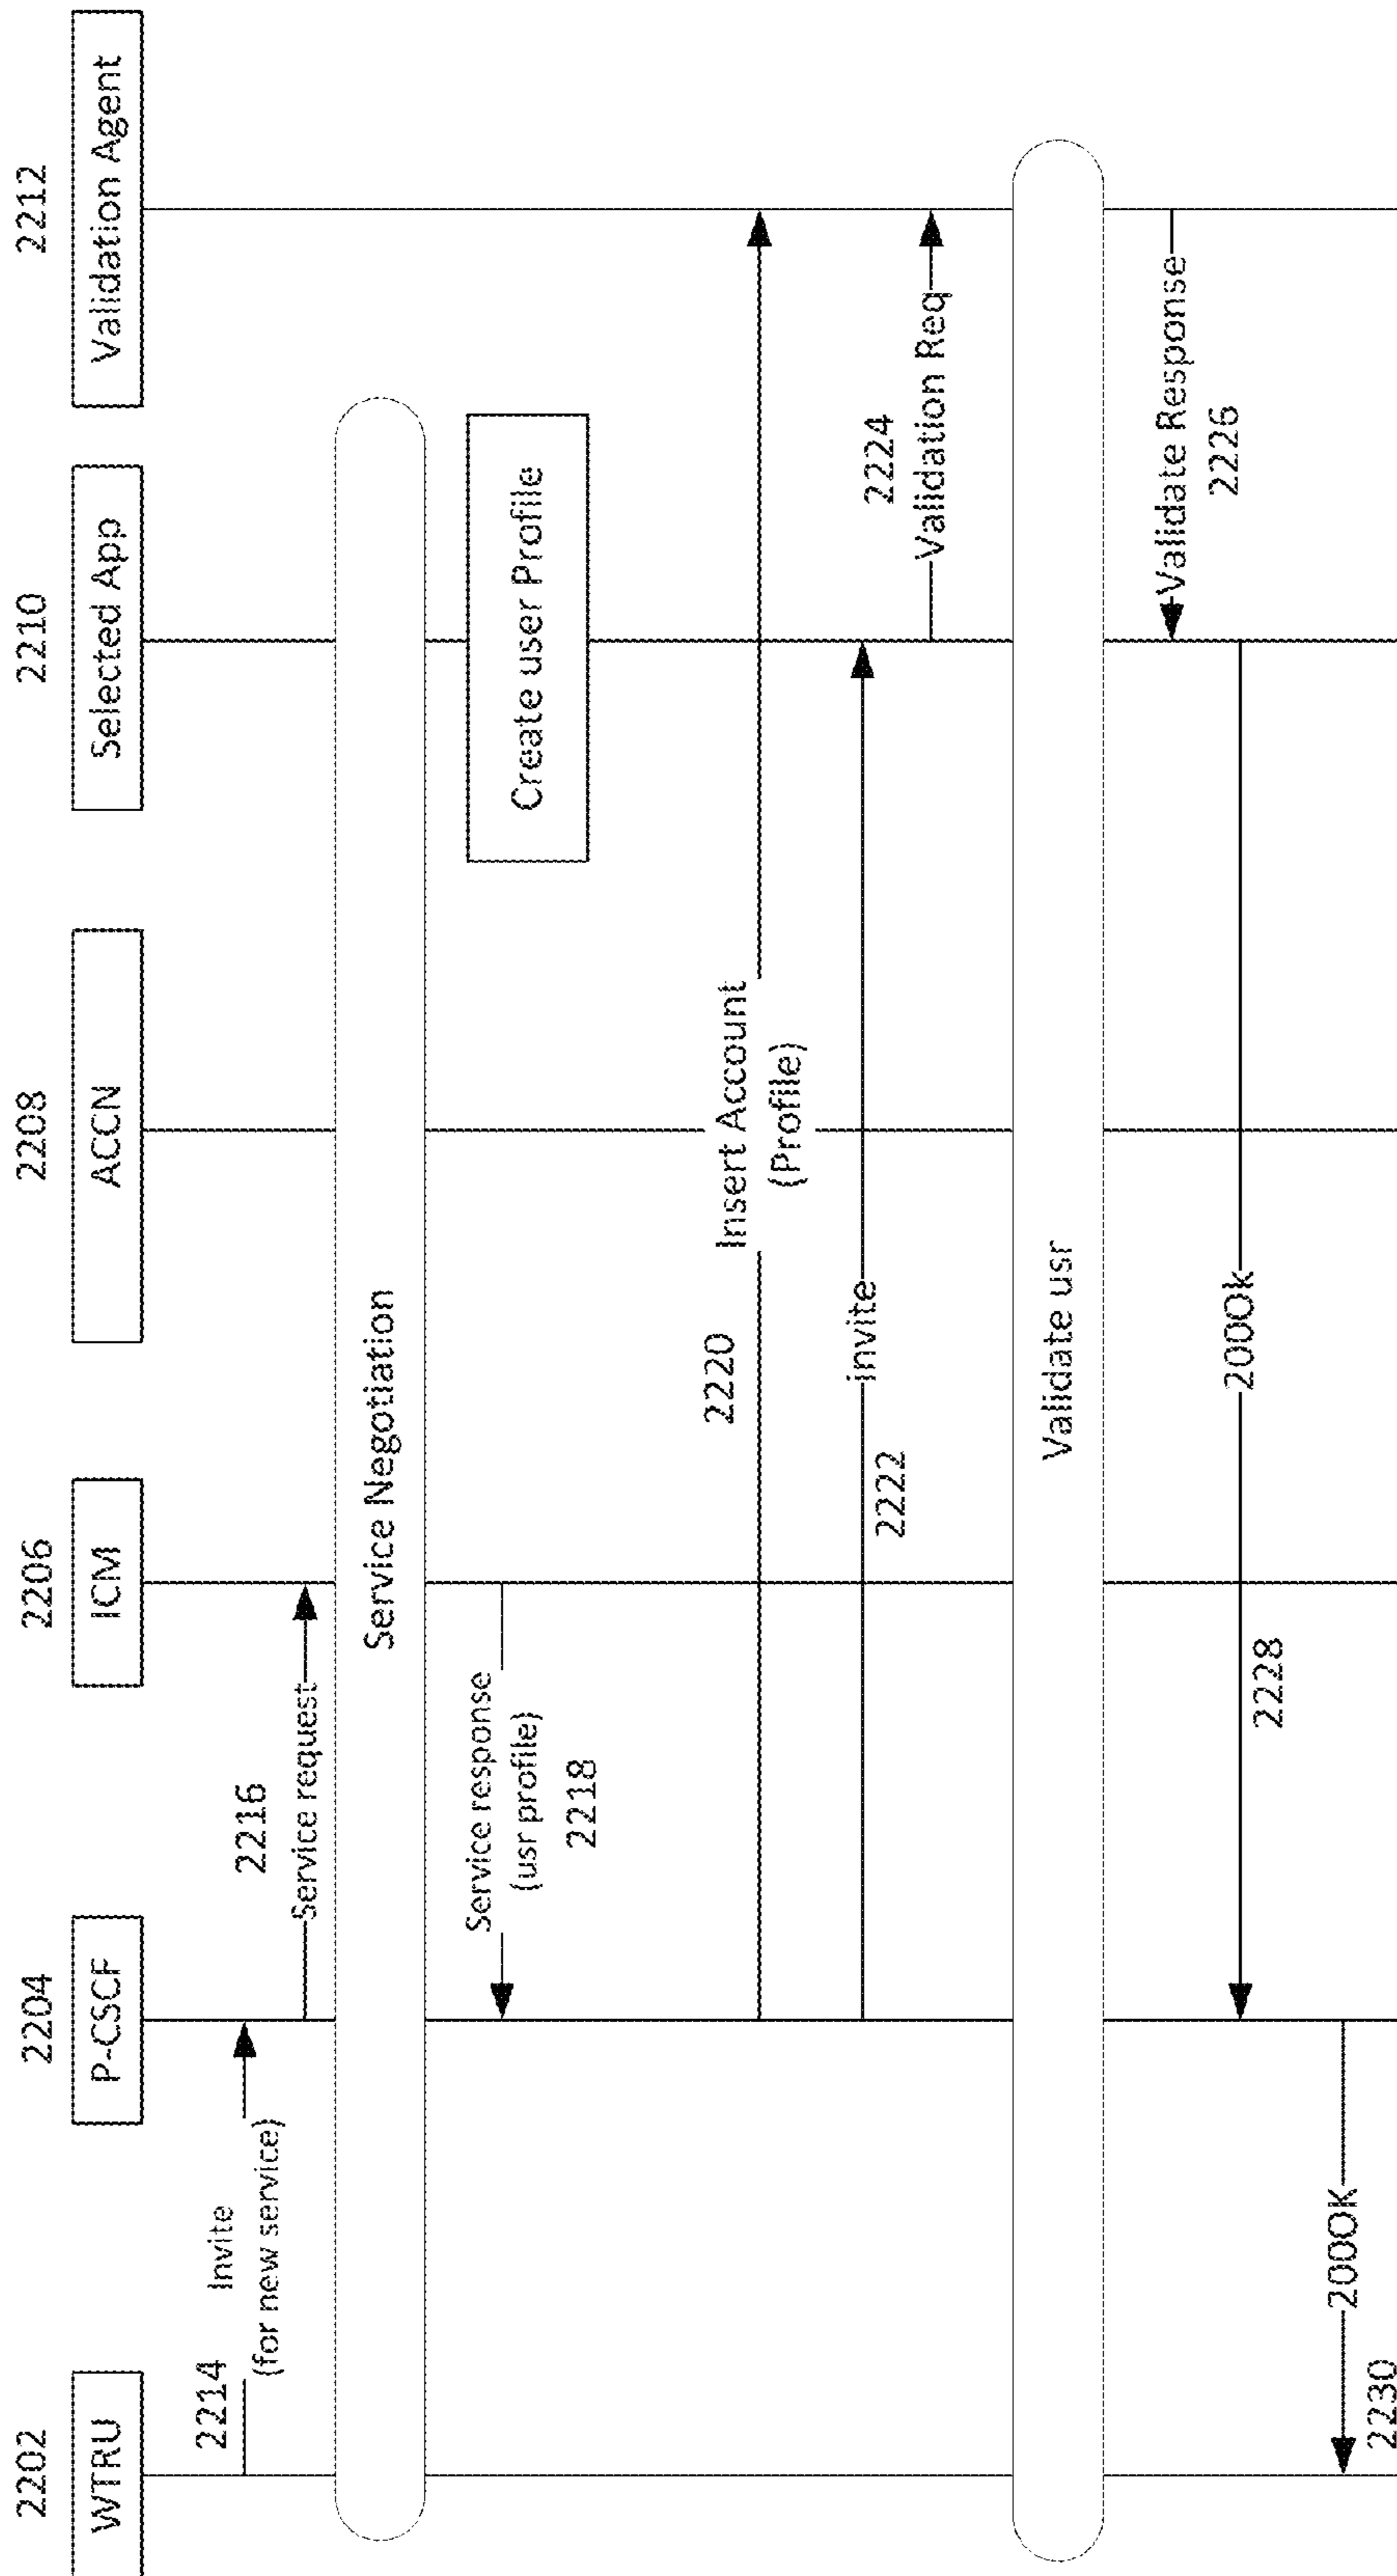 2202
WTRU
2204
P-CSCF
2206
ICM
2208
ACCN
2210
Selected App
2212
Validation Agent
2214
Invite
(for new service)
2216
Service request
Service Negotiation
Service response
(usr profile)
2218
Create user Profile
2220
Insert Account
(Profile)
invite
2222
2224
Validation Req
Validate usr
Validate Response
2226
200Ok
2228
200OK
2230